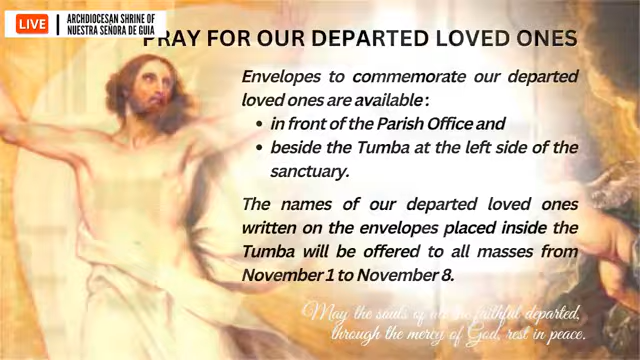 LIVE
ARCHDIOCESAN SHRINE OF
NUESTRA SEÑORA DE GUIA
PRAY FOR OUR DEPARTED LOVED ONES
Envelopes to commemorate our departed
loved ones are available :
• in front of the Parish Office and
• beside the Tumba at the left side of the
sanctuary.
The names of our departed loved ones
written on the envelopes placed inside the
Tumba will be offered to all masses from
November 1 to November 8.
May the souls of all the faithful departed,
through the mercy of God, rest in peace.